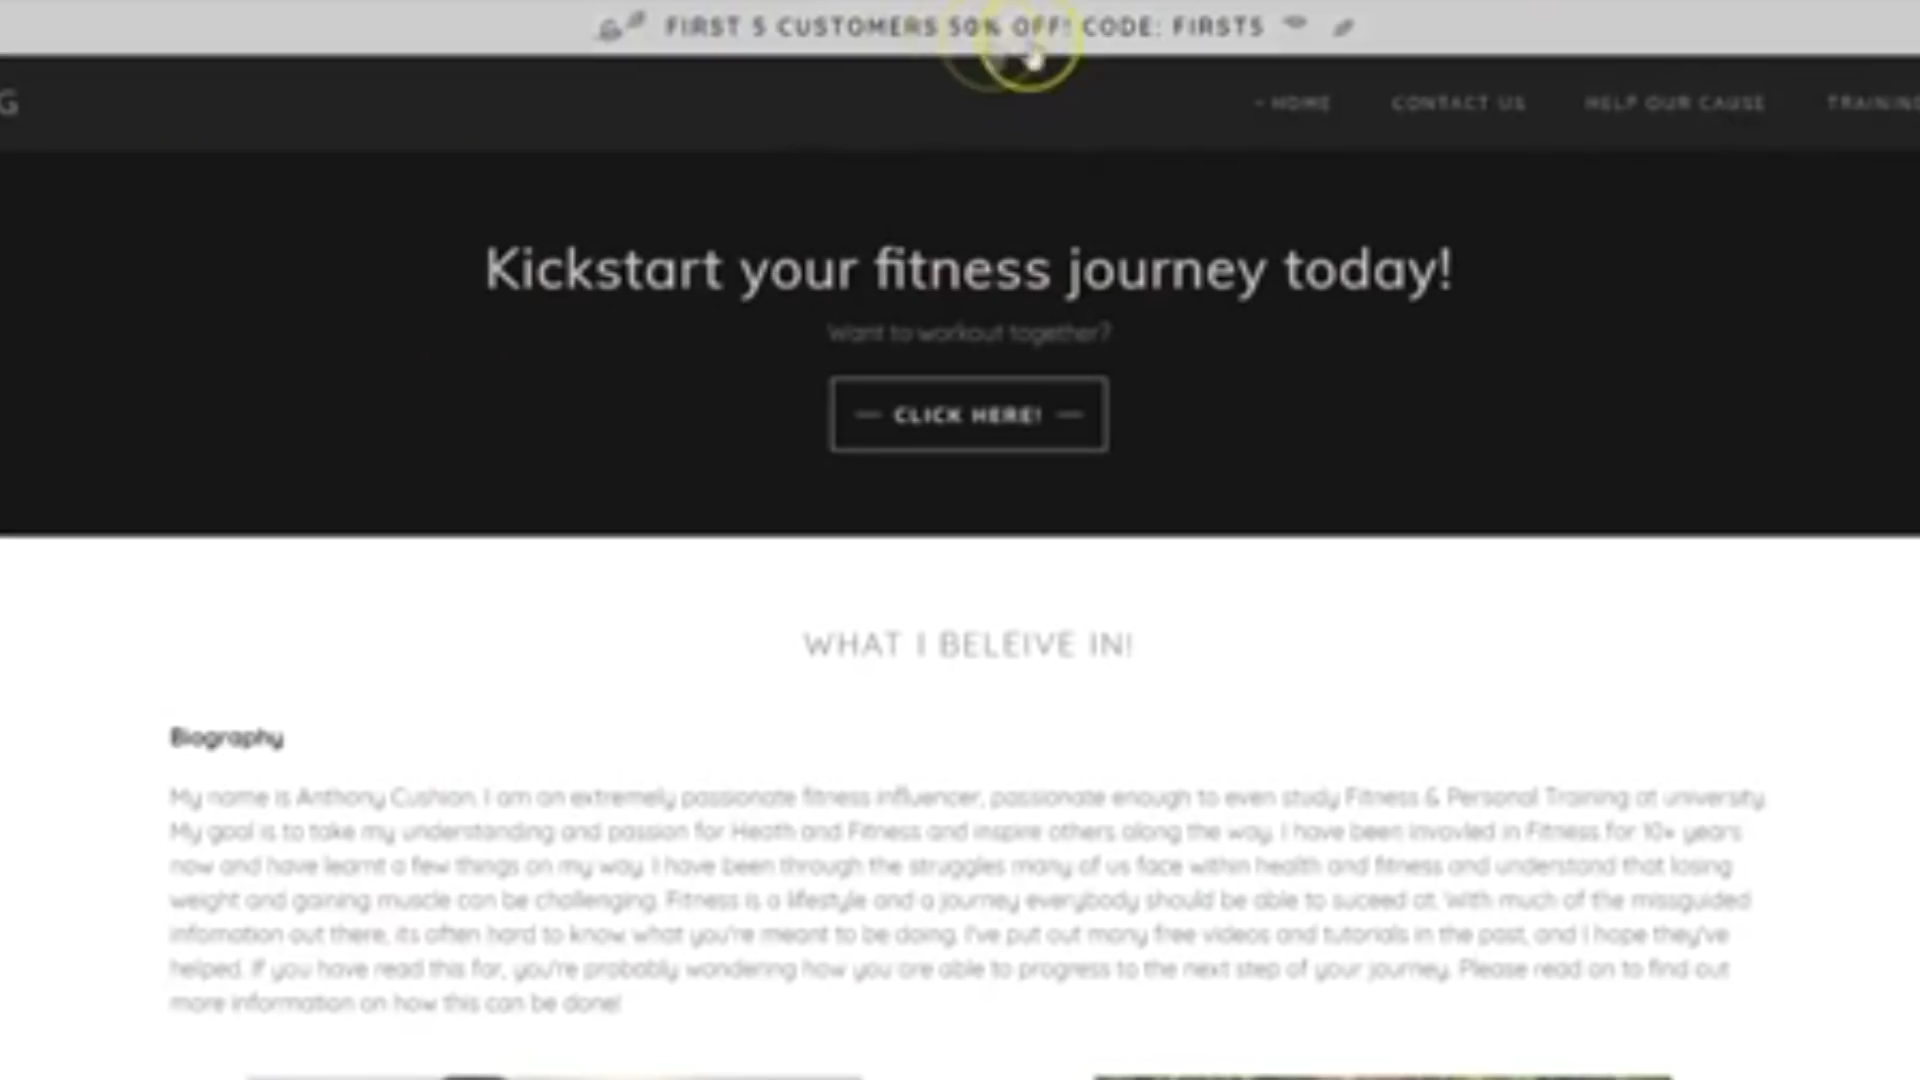 FIRST 5 CUSTOMERS 50% OFF! CODE: FIRST5
G
- HOME
CONTACT US
HELP OUR CAUSE
TRAINING
Kickstart your fitness journey today!
Want to workout together?
— CLICK HERE! —
WHAT I BELEIVE IN!
Biography
My name is Anthony Cushion. I am an extremely passionate fitness influencer, passionate enough to even study Fitness & Personal Training at university.
My goal is to take my understanding and passion for Heath and Fitness and inspire others along the way. I have been invovled in Fitness for 10+ years
now and have learnt a few things on my way. I have been through the struggles many of us face within health and fitness and understand that losing
weight and gaining muscle can be challenging. Fitness is a lifestyle and a journey everybody should be able to suceed at. With much of the missguided
infomation out there, its often hard to know what you're meant to be doing. I've put out many free videos and tutorials in the past, and I hope they've
helped. If you have read this far, you're probably wandering how you are able to progress to the next step of your journey. Please read on to find out
more information on how this can be done!